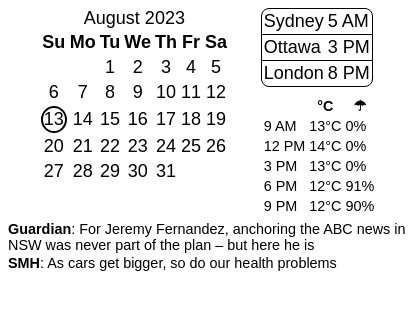 August 2023
Su Mo Tu We Th Fr Sa
1 2 3 4 5
6 7 8 9 10 11 12
13 14 15 16 17 18 19
20 21 22 23 24 25 26
27 28 29 30 31
Sydney 5 AM
Ottawa 3 PM
London 8 PM
°C ☂
9 AM 13°C 0%
12 PM 14°C 0%
3 PM 13°C 0%
6 PM 12°C 91%
9 PM 12°C 90%
Guardian: For Jeremy Fernandez, anchoring the ABC news in
NSW was never part of the plan – but here he is
SMH: As cars get bigger, so do our health problems